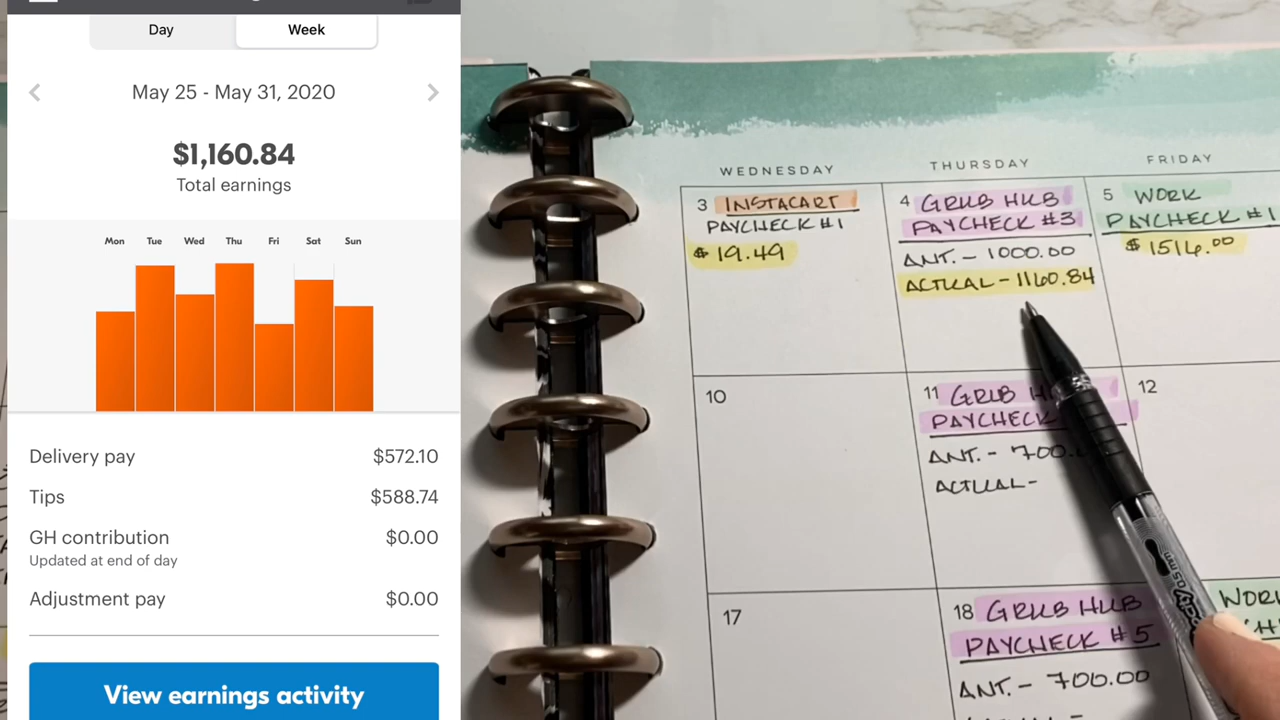 Day
Week
May 25 - May 31, 2020
$1,160.84
Total earnings
Mon Tue Wed Thu Fri Sat Sun
Delivery pay $572.10
Tips $588.74
GH contribution $0.00
Updated at end of day
Adjustment pay $0.00
View earnings activity
WEDNESDAY
THURSDAY
FRIDAY
3 INSTACART
PAYCHECK #1
$19.49
4 GRUB HUB
PAYCHECK #3
ANT. - 1000.00
ACTUAL - 1160.84
5 WORK
PAYCHECK #1
$1516.00
10
11 GRUB
PAYCHECK
ANT. - 700.
ACTUAL -
12
17
18 GRUB HUB
PAYCHECK #5
ANT. - 700.00
WORK
0.5 mm